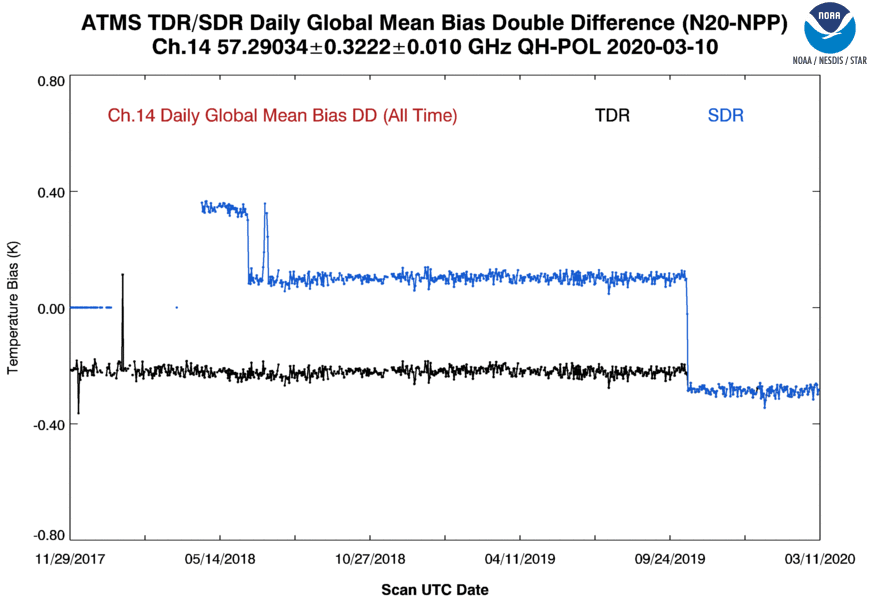 ATMS TDR/SDR Daily Global Mean Bias Double Difference (N20-NPP)
Ch.14 57.29034±0.3222±0.010 GHz QH-POL 2020-03-10
NOAA
NOAA / NESDIS / STAR
Ch.14 Daily Global Mean Bias DD (All Time)
TDR
SDR
Temperature Bias (K)
0.80
0.40
0.00
-0.40
-0.80
11/29/2017
05/14/2018
10/27/2018
04/11/2019
09/24/2019
03/11/2020
Scan UTC Date